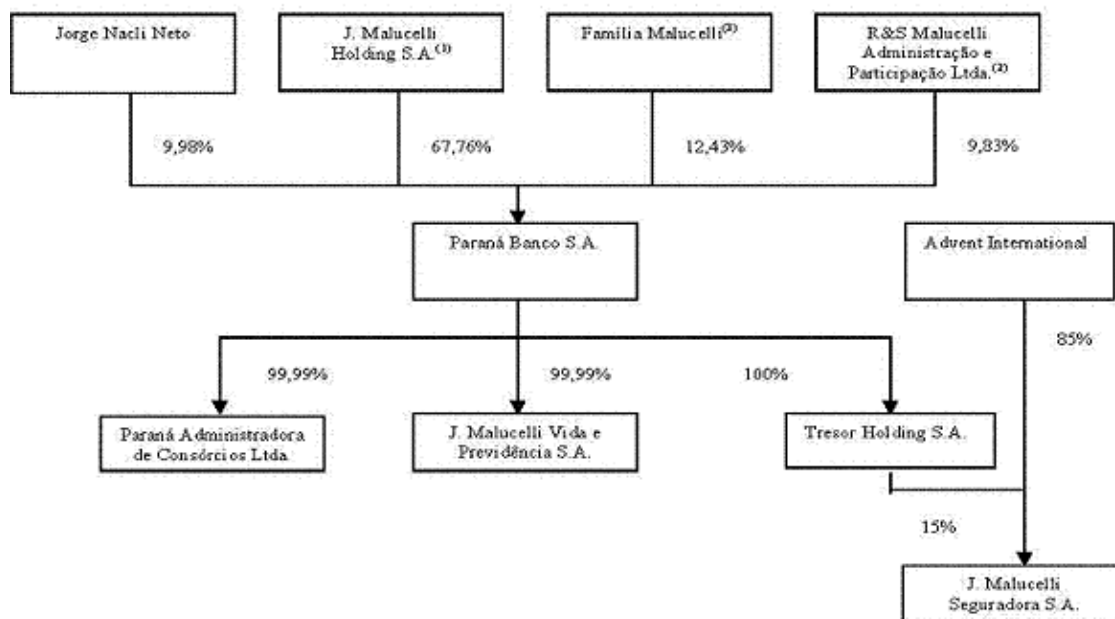 Jorge Nacli Neto
J. Malucelli
Holding S.A.(1)
Família Malucelli(2)
R&S Malucelli
Administração e
Participação Ltda.(2)
9,98%
67,76%
12,43%
9,83%
Paraná Banco S.A.
Advent International
85%
99,99%
99,99%
100%
Paraná Administradora
de Consórcios Ltda
J. Malucelli Vida e
Previdência S.A.
Tresor Holding S.A.
15%
J. Malucelli
Seguradora S.A.